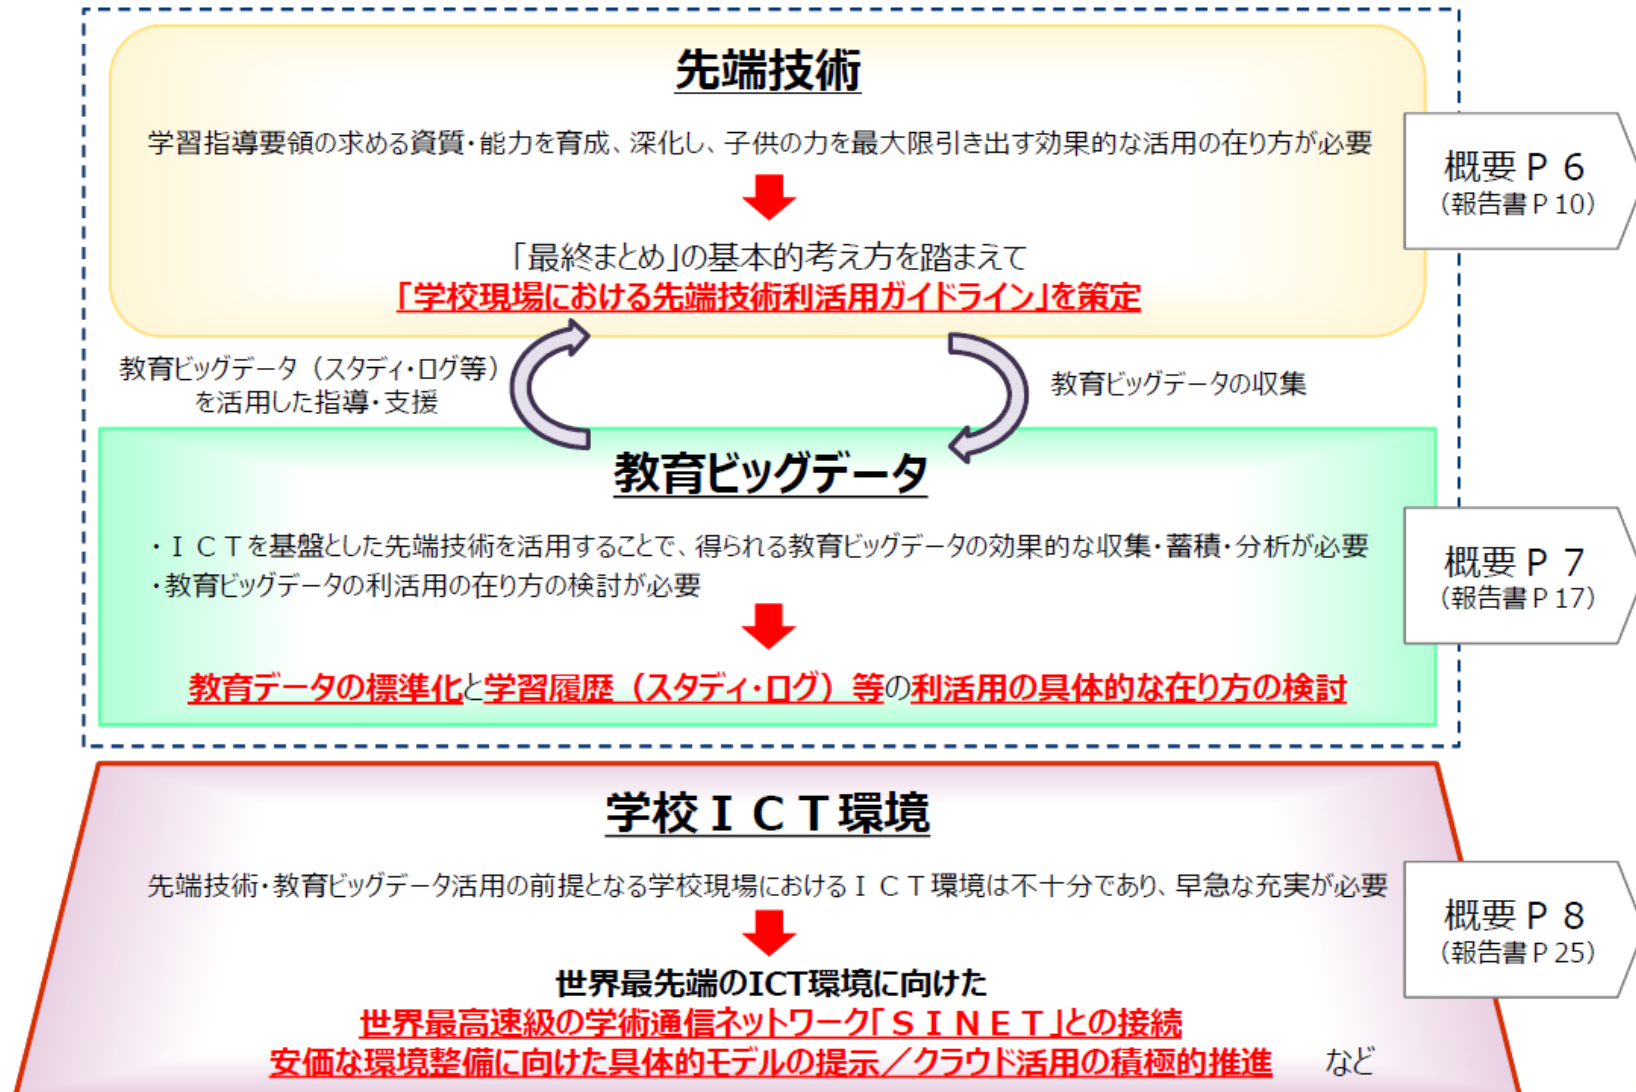 先端技術
学習指導要領の求める資質・能力を育成、深化し、子供の力を最大限引き出す効果的な活用の在り方が必要
概要Ｐ６
（報告書Ｐ10）
「最終まとめ」の基本的考え方を踏まえて
「学校現場における先端技術利活用ガイドライン」を策定
教育ビッグデータ（スタディ・ログ等）
を活用した指導・支援
教育ビッグデータの収集
教育ビッグデータ
・ＩＣＴを基盤とした先端技術を活用することで、得られる教育ビッグデータの効果的な収集・蓄積・分析が必要
・教育ビッグデータの利活用の在り方の検討が必要
概要Ｐ７
（報告書Ｐ17）
教育データの標準化と学習履歴（スタディ・ログ）等の利活用の具体的な在り方の検討
学校ＩＣＴ環境
先端技術・教育ビッグデータ活用の前提となる学校現場におけるＩＣＴ環境は不十分であり、早急な充実が必要
概要Ｐ８
（報告書Ｐ25）
世界最先端のICT環境に向けた
世界最高速級の学術通信ネットワーク「ＳＩＮＥＴ」との接続
安価な環境整備に向けた具体的モデルの提示／クラウド活用の積極的推進　など